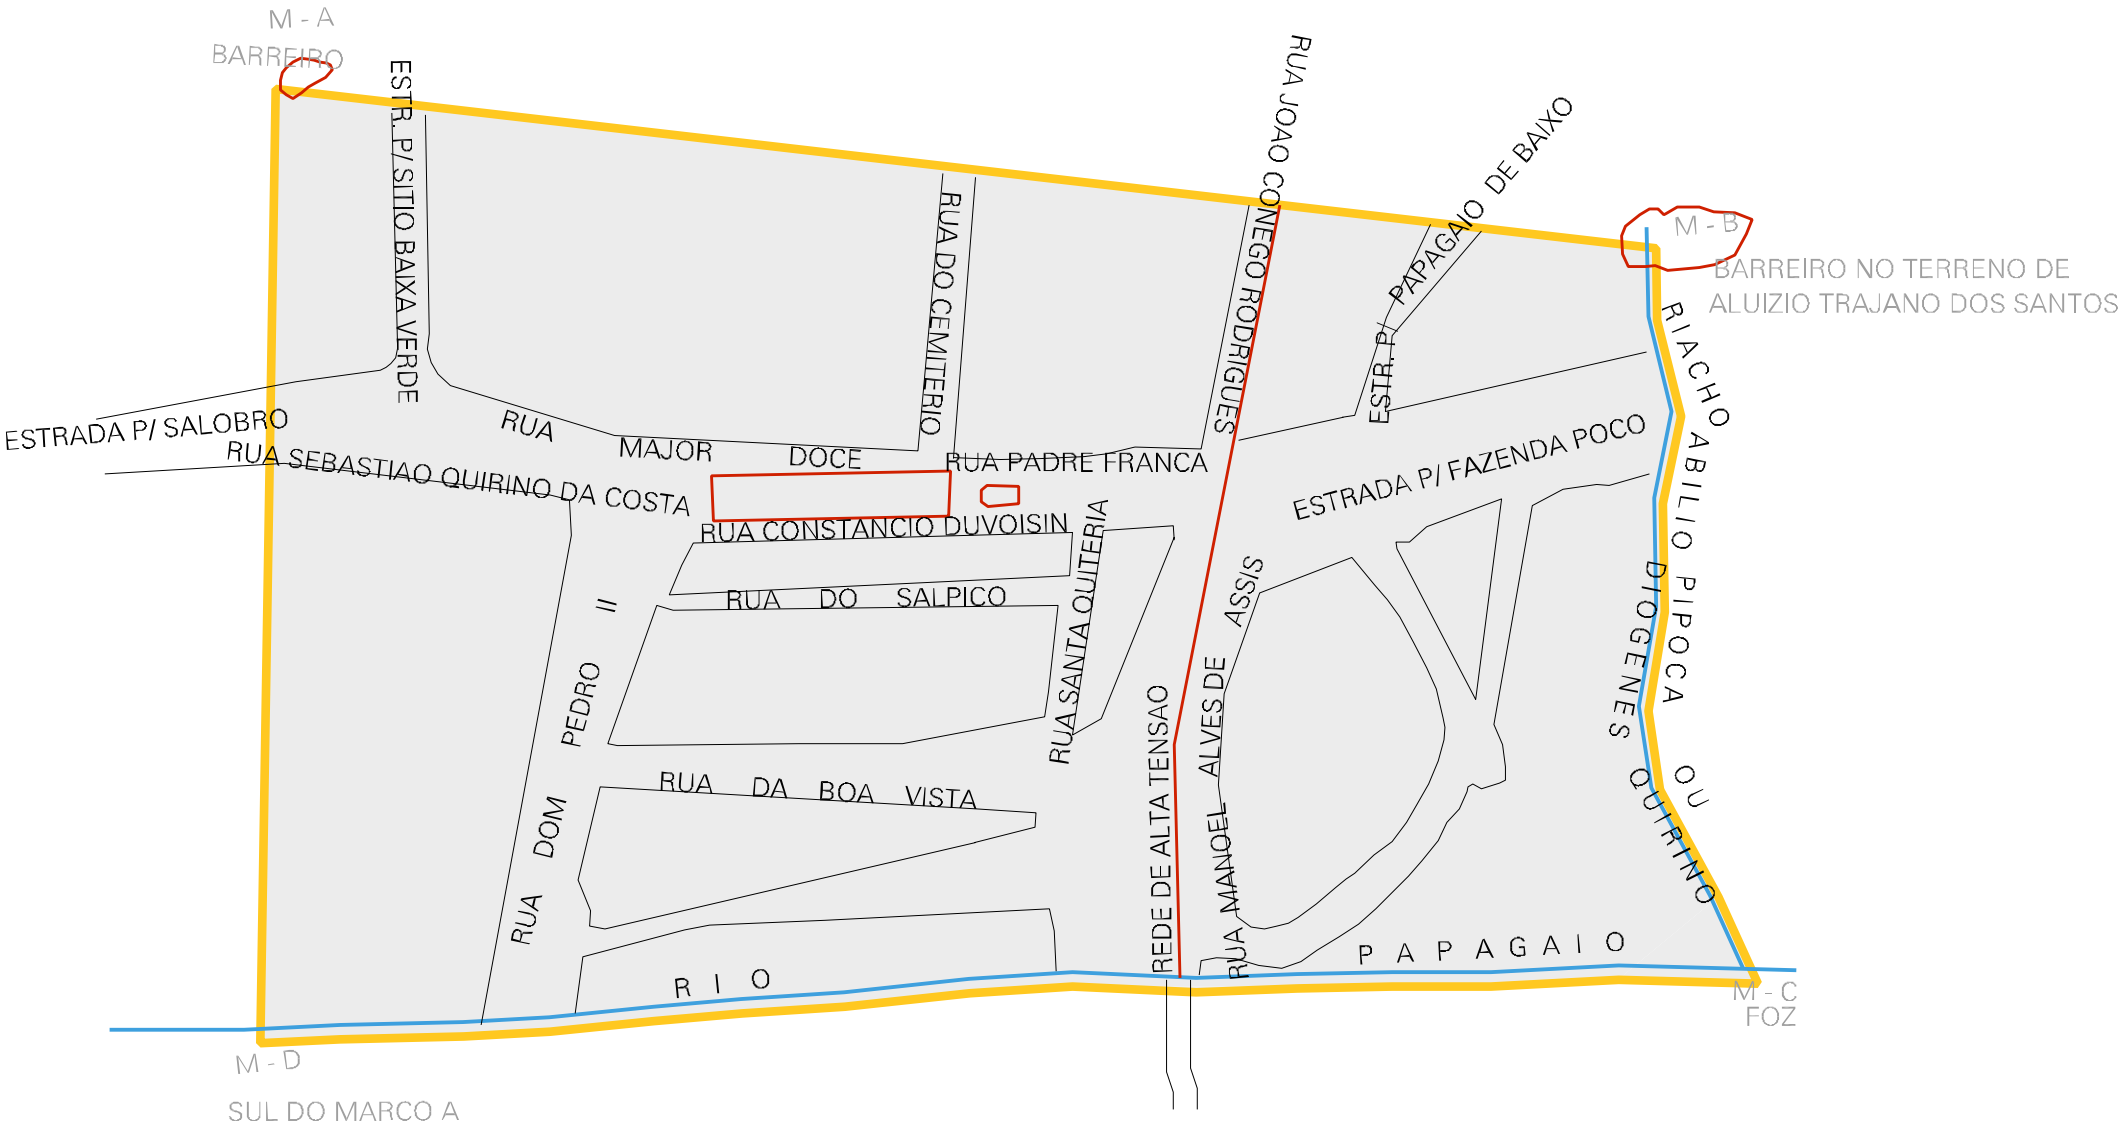 M - A
BARREIRO
ESTR. P/ SITIO BAIXA VERDE
RUA DO CEMITERIO
RUA JOAO CONEGO RODRIGUES
ESTR. P/ PAPAGAIO DE BAIXO
M - B
BARREIRO NO TERRENO DE
ALUIZIO TRAJANO DOS SANTOS
RIACHO ABILIO PIPOCA OU
DIOGENES QUIRINO
ESTRADA P/ SALOBRO
RUA SEBASTIAO QUIRINO DA COSTA
RUA MAJOR DOCE
RUA PADRE FRANCA
ESTRADA P/ FAZENDA POCO
RUA CONSTANCIO DUVOISIN
RUA DO SALPICO
RUA SANTA QUITERIA
RUA DOM PEDRO II
RUA DA BOA VISTA
REDE DE ALTA TENSAO
RUA MANOEL ALVES DE ASSIS
RIO PAPAGAIO
M - C
FOZ
M - D
SUL DO MARCO A